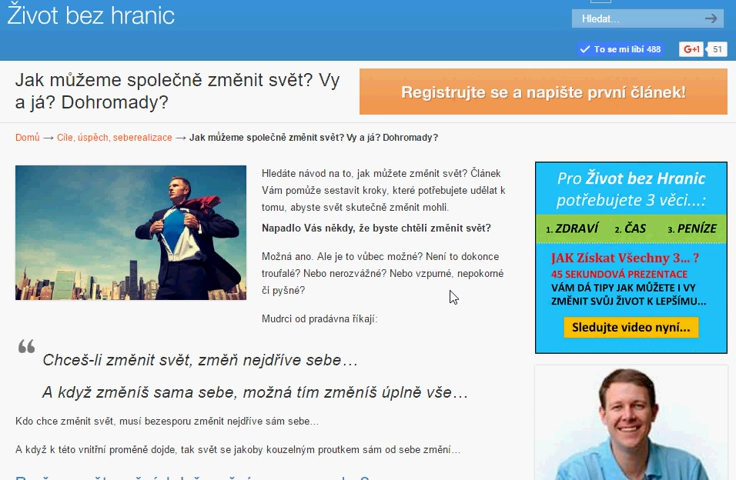 Život bez hranic
Hledat...
To se mi líbí 488
G+1 51
Jak můžeme společně změnit svět? Vy
a já? Dohromady?
Registrujte se a napište první článek!
Domů → Cíle, úspěch, seberealizace → Jak můžeme společně změnit svět? Vy a já? Dohromady?
Hledáte návod na to, jak můžete změnit svět? Článek
Vám pomůže sestavit kroky, které potřebujete udělat k
tomu, abyste svět skutečně změnit mohli.
Napadlo Vás někdy, že byste chtěli změnit svět?
Možná ano. Ale je to vůbec možné? Není to dokonce
troufalé? Nebo nerozvážné? Nebo vzpurné, nepokorné
či pyšné?
Mudrci od pradávna říkají:
“ Chceš-li změnit svět, změň nejdříve sebe…
A když změníš sama sebe, možná tím změníš úplně vše…
Kdo chce změnit svět, musí bezesporu změnit nejdříve sám sebe…
A když k této vnitřní proměně dojde, tak svět se jakoby kouzelným proutkem sám od sebe změní…
Pro Život bez Hranic
potřebujete 3 věci...:
1. ZDRAVÍ 2. ČAS 3. PENÍZE
JAK Získat Všechny 3... ?
45 SEKUNDOVÁ PREZENTACE
VÁM DÁ TIPY JAK MŮŽETE I VY
ZMĚNIT SVŮJ ŽIVOT K LEPŠÍMU...
Sledujte video nyní...